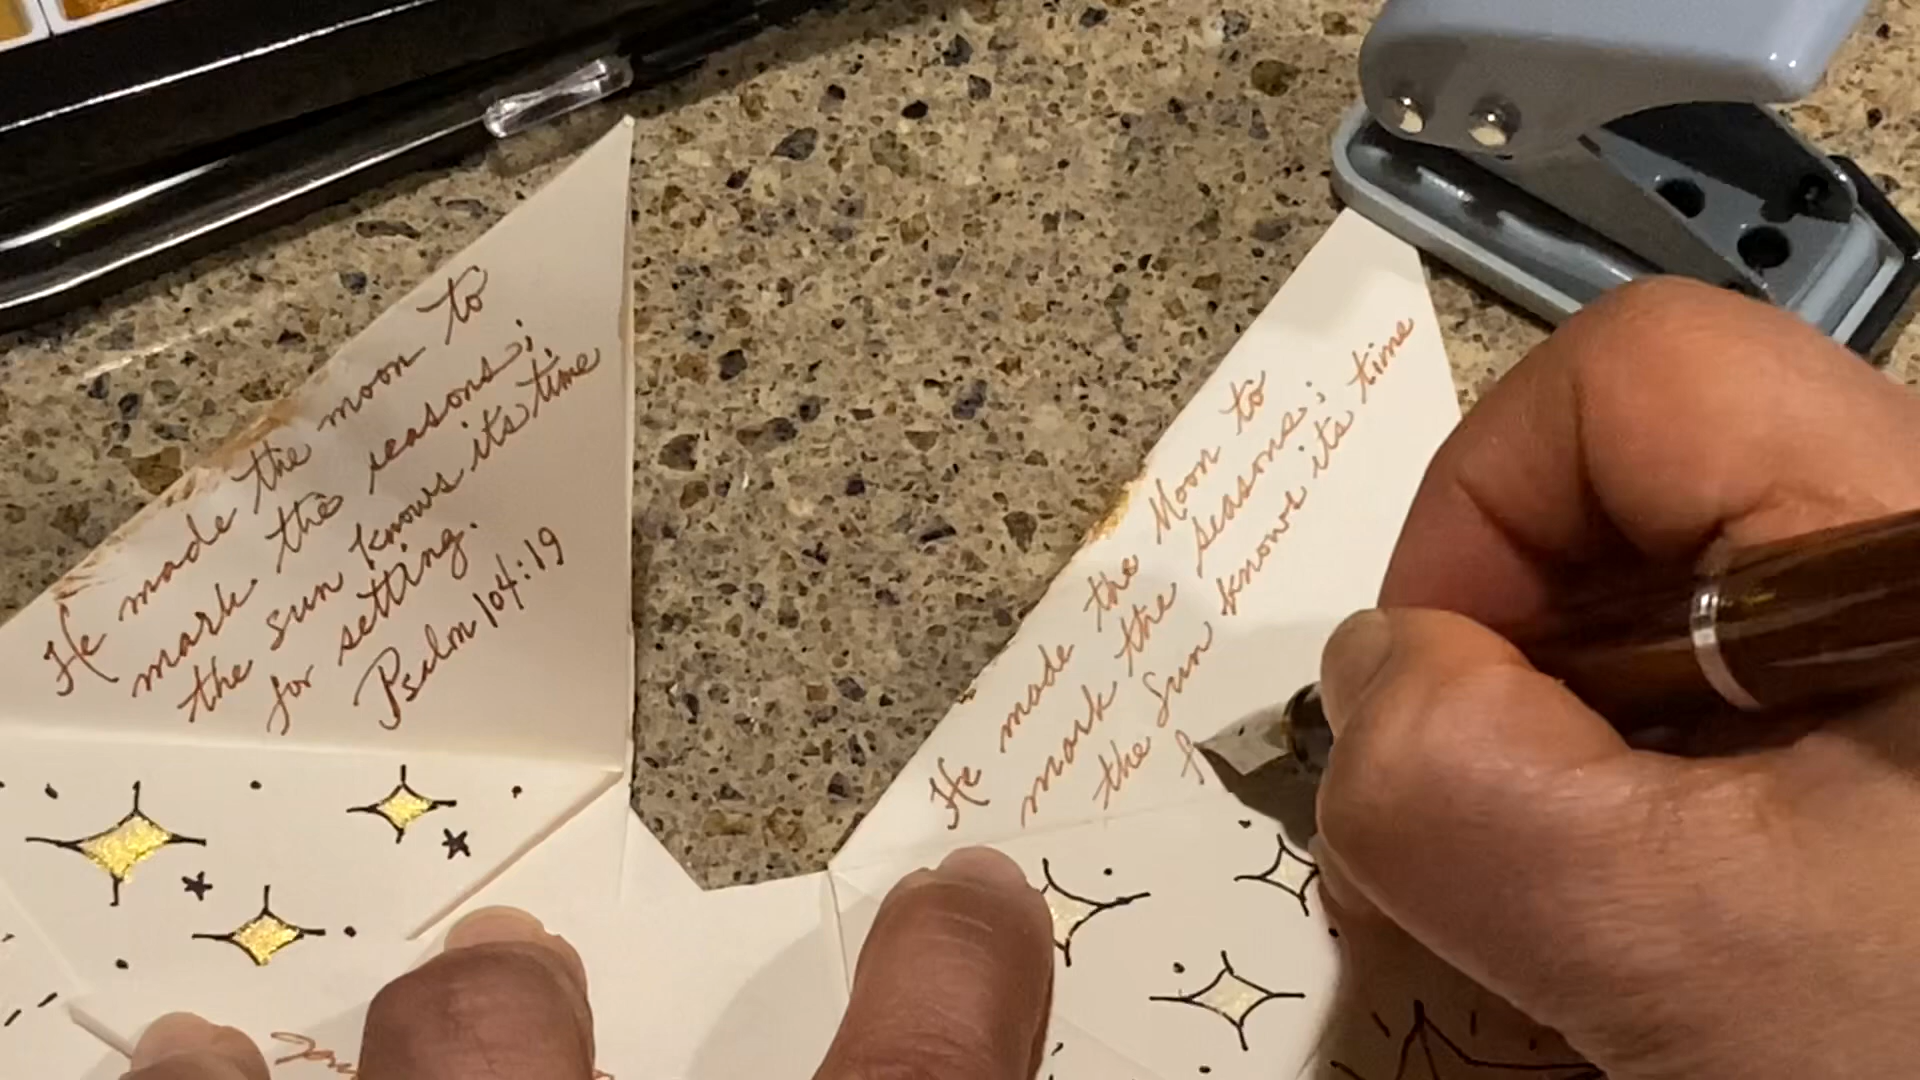 He made the moon to
mark the seasons;
the sun knows its time
for setting.
Psalm 104:19
He made the Moon to
mark the seasons;
the sun knows its time
f